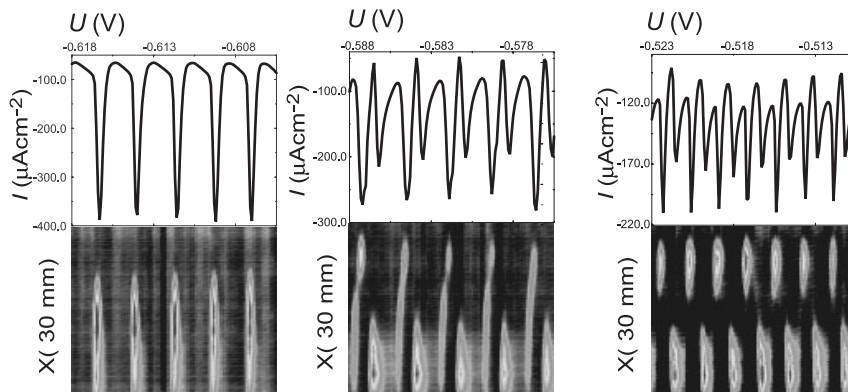 U (V)
-0.618 -0.613 -0.608
-100.0
-200.0
-300.0
-400.0
I (µAcm⁻²)
X( 30 mm)
U (V)
-0.588 -0.583 -0.578
-100.0
-200.0
-300.0
I (µAcm⁻²)
X( 30 mm)
U (V)
-0.523 -0.518 -0.513
-120.0
-170.0
-220.0
I (µAcm⁻²)
X( 30 mm)